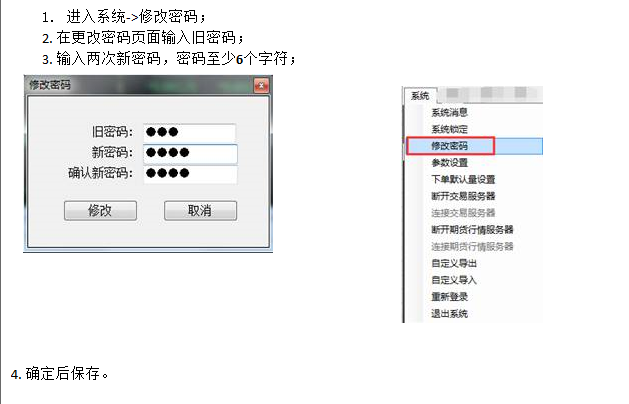 1. 进入系统->修改密码；
2. 在更改密码页面输入旧密码；
3. 输入两次新密码，密码至少6个字符；
修改密码
旧密码：
新密码：
确认新密码：
修改 取消
系统
系统消息
系统锁定
修改密码
参数设置
下单默认量设置
断开交易服务器
连接交易服务器
断开期货行情服务器
连接期货行情服务器
自定义导出
自定义导入
重新登录
退出系统
4. 确定后保存。